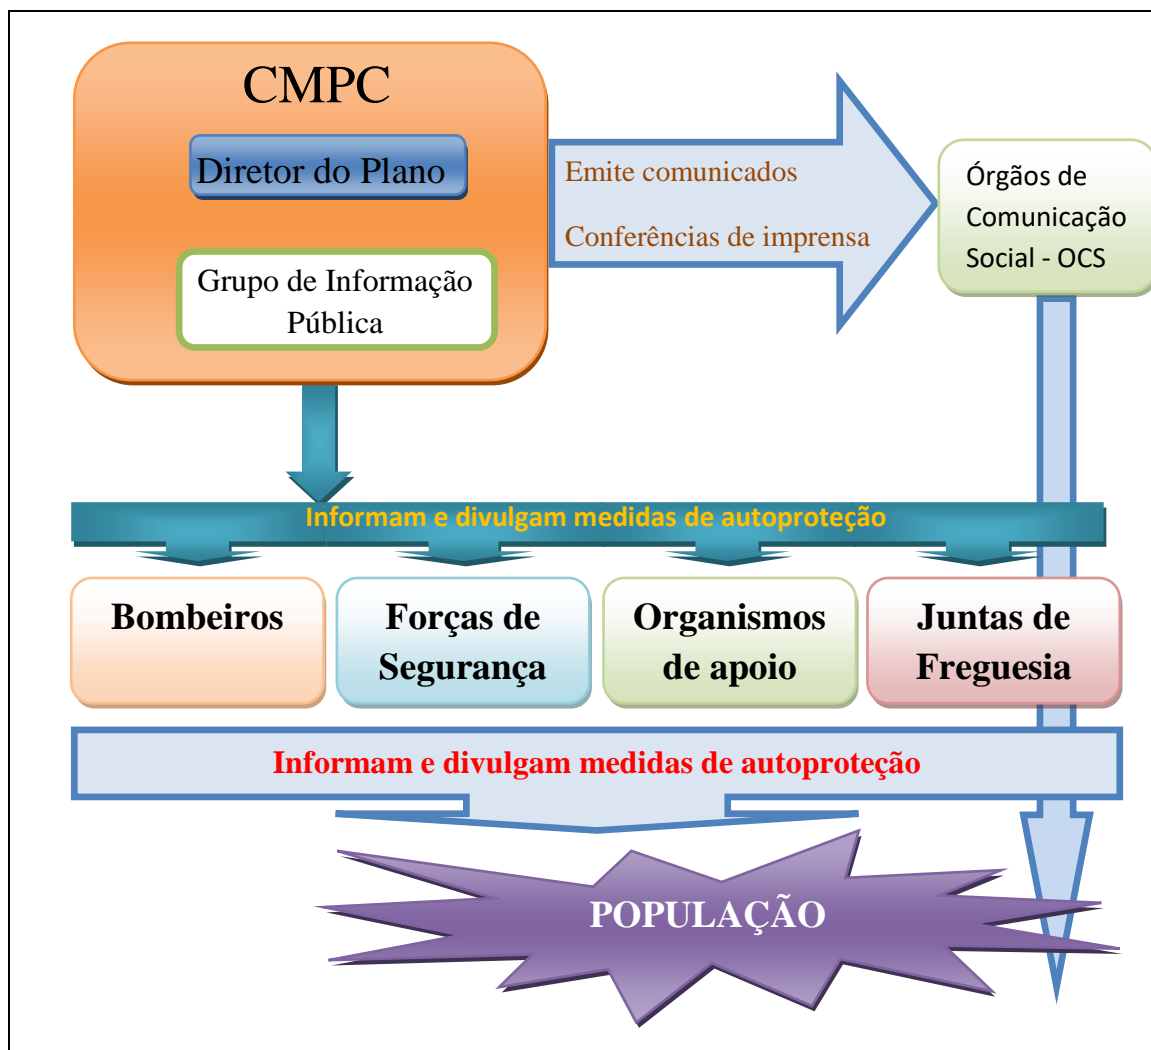 CMPC
Diretor do Plano
Grupo de Informação
Pública
Emite comunicados
Conferências de imprensa
Órgãos de
Comunicação
Social - OCS
Informam e divulgam medidas de autoproteção
Bombeiros
Forças de
Segurança
Organismos
de apoio
Juntas de
Freguesia
Informam e divulgam medidas de autoproteção
POPULAÇÃO